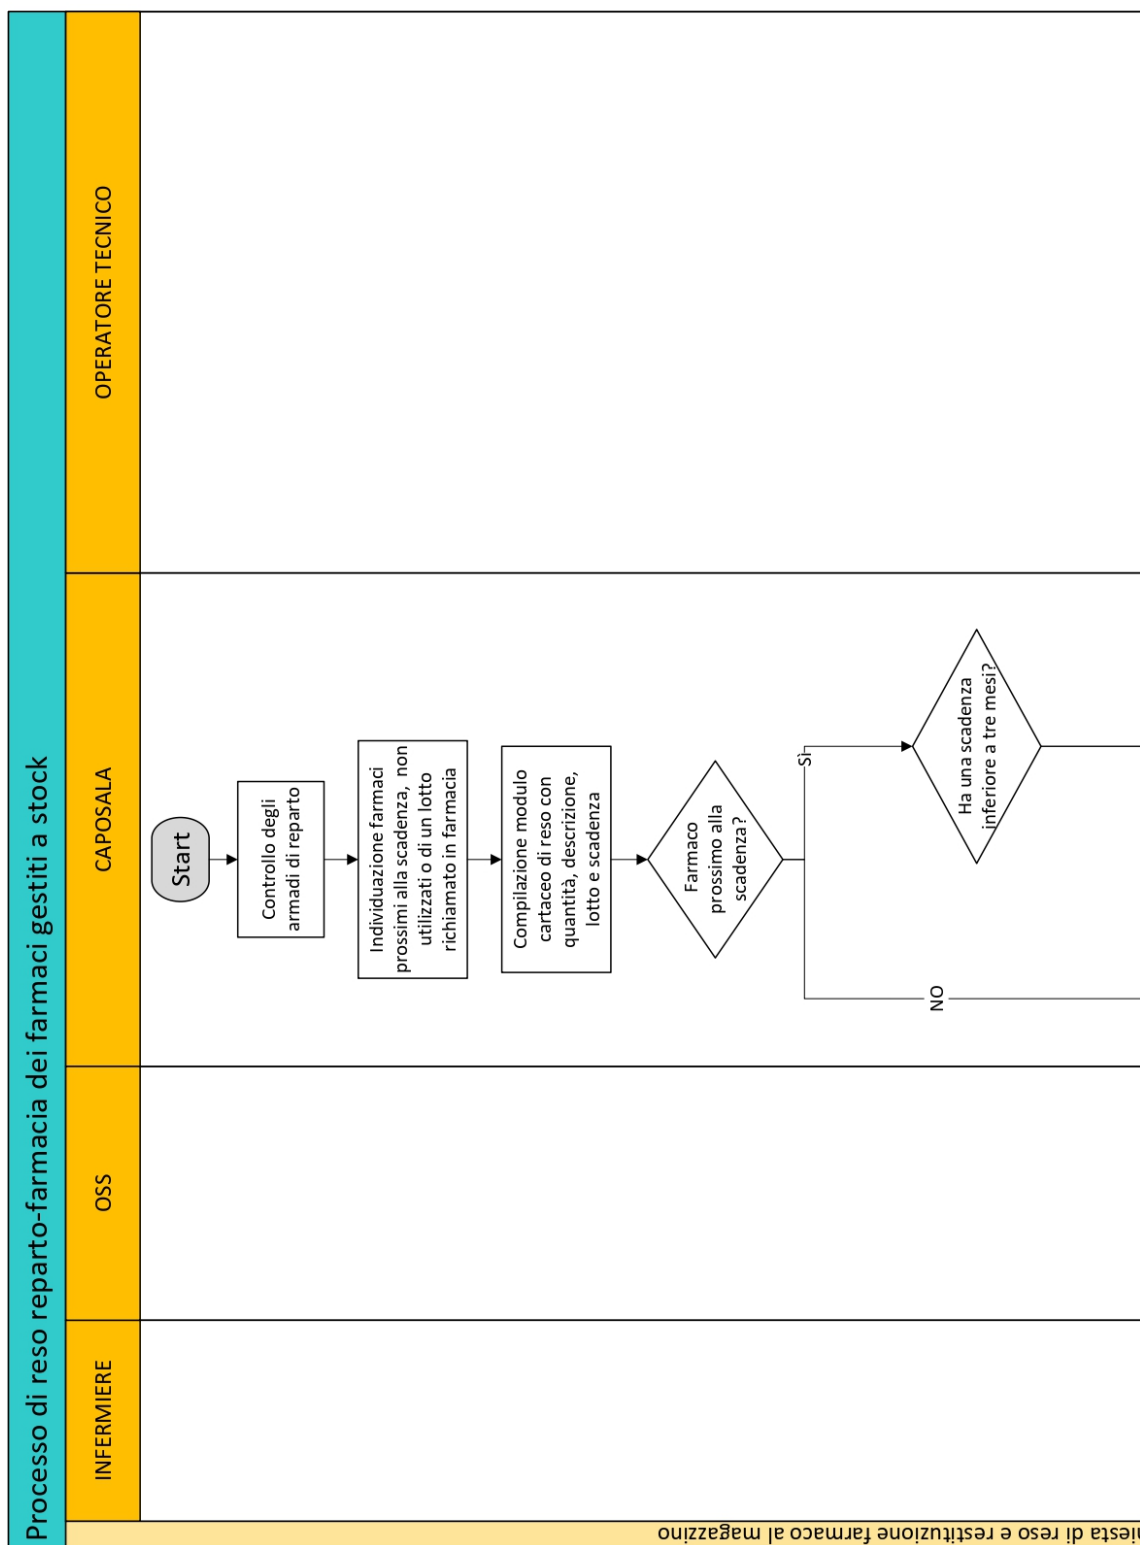 Processo di reso reparto-farmacia dei farmaci gestiti a stock
INFERMIERE
OSS
CAPOSALA
OPERATORE TECNICO
Start
Controllo degli
armadi di reparto
Individuazione farmaci
prossimi alla scadenza, non
utilizzati o di un lotto
richiamato in farmacia
Compilazione modulo
cartaceo di reso con
quantità, descrizione,
lotto e scadenza
Farmaco
prossimo alla
scadenza?
NO
Sì
Ha una scadenza
inferiore a tre mesi?
di reso e restituzione farmaco al magazzino